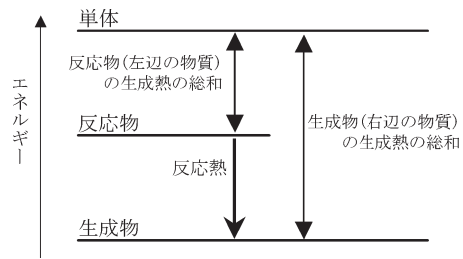 単体
反応物(左辺の物質)
の生成熱の総和
エネルギー
反応物
生成物(右辺の物質)
の生成熱の総和
反応熱
生成物